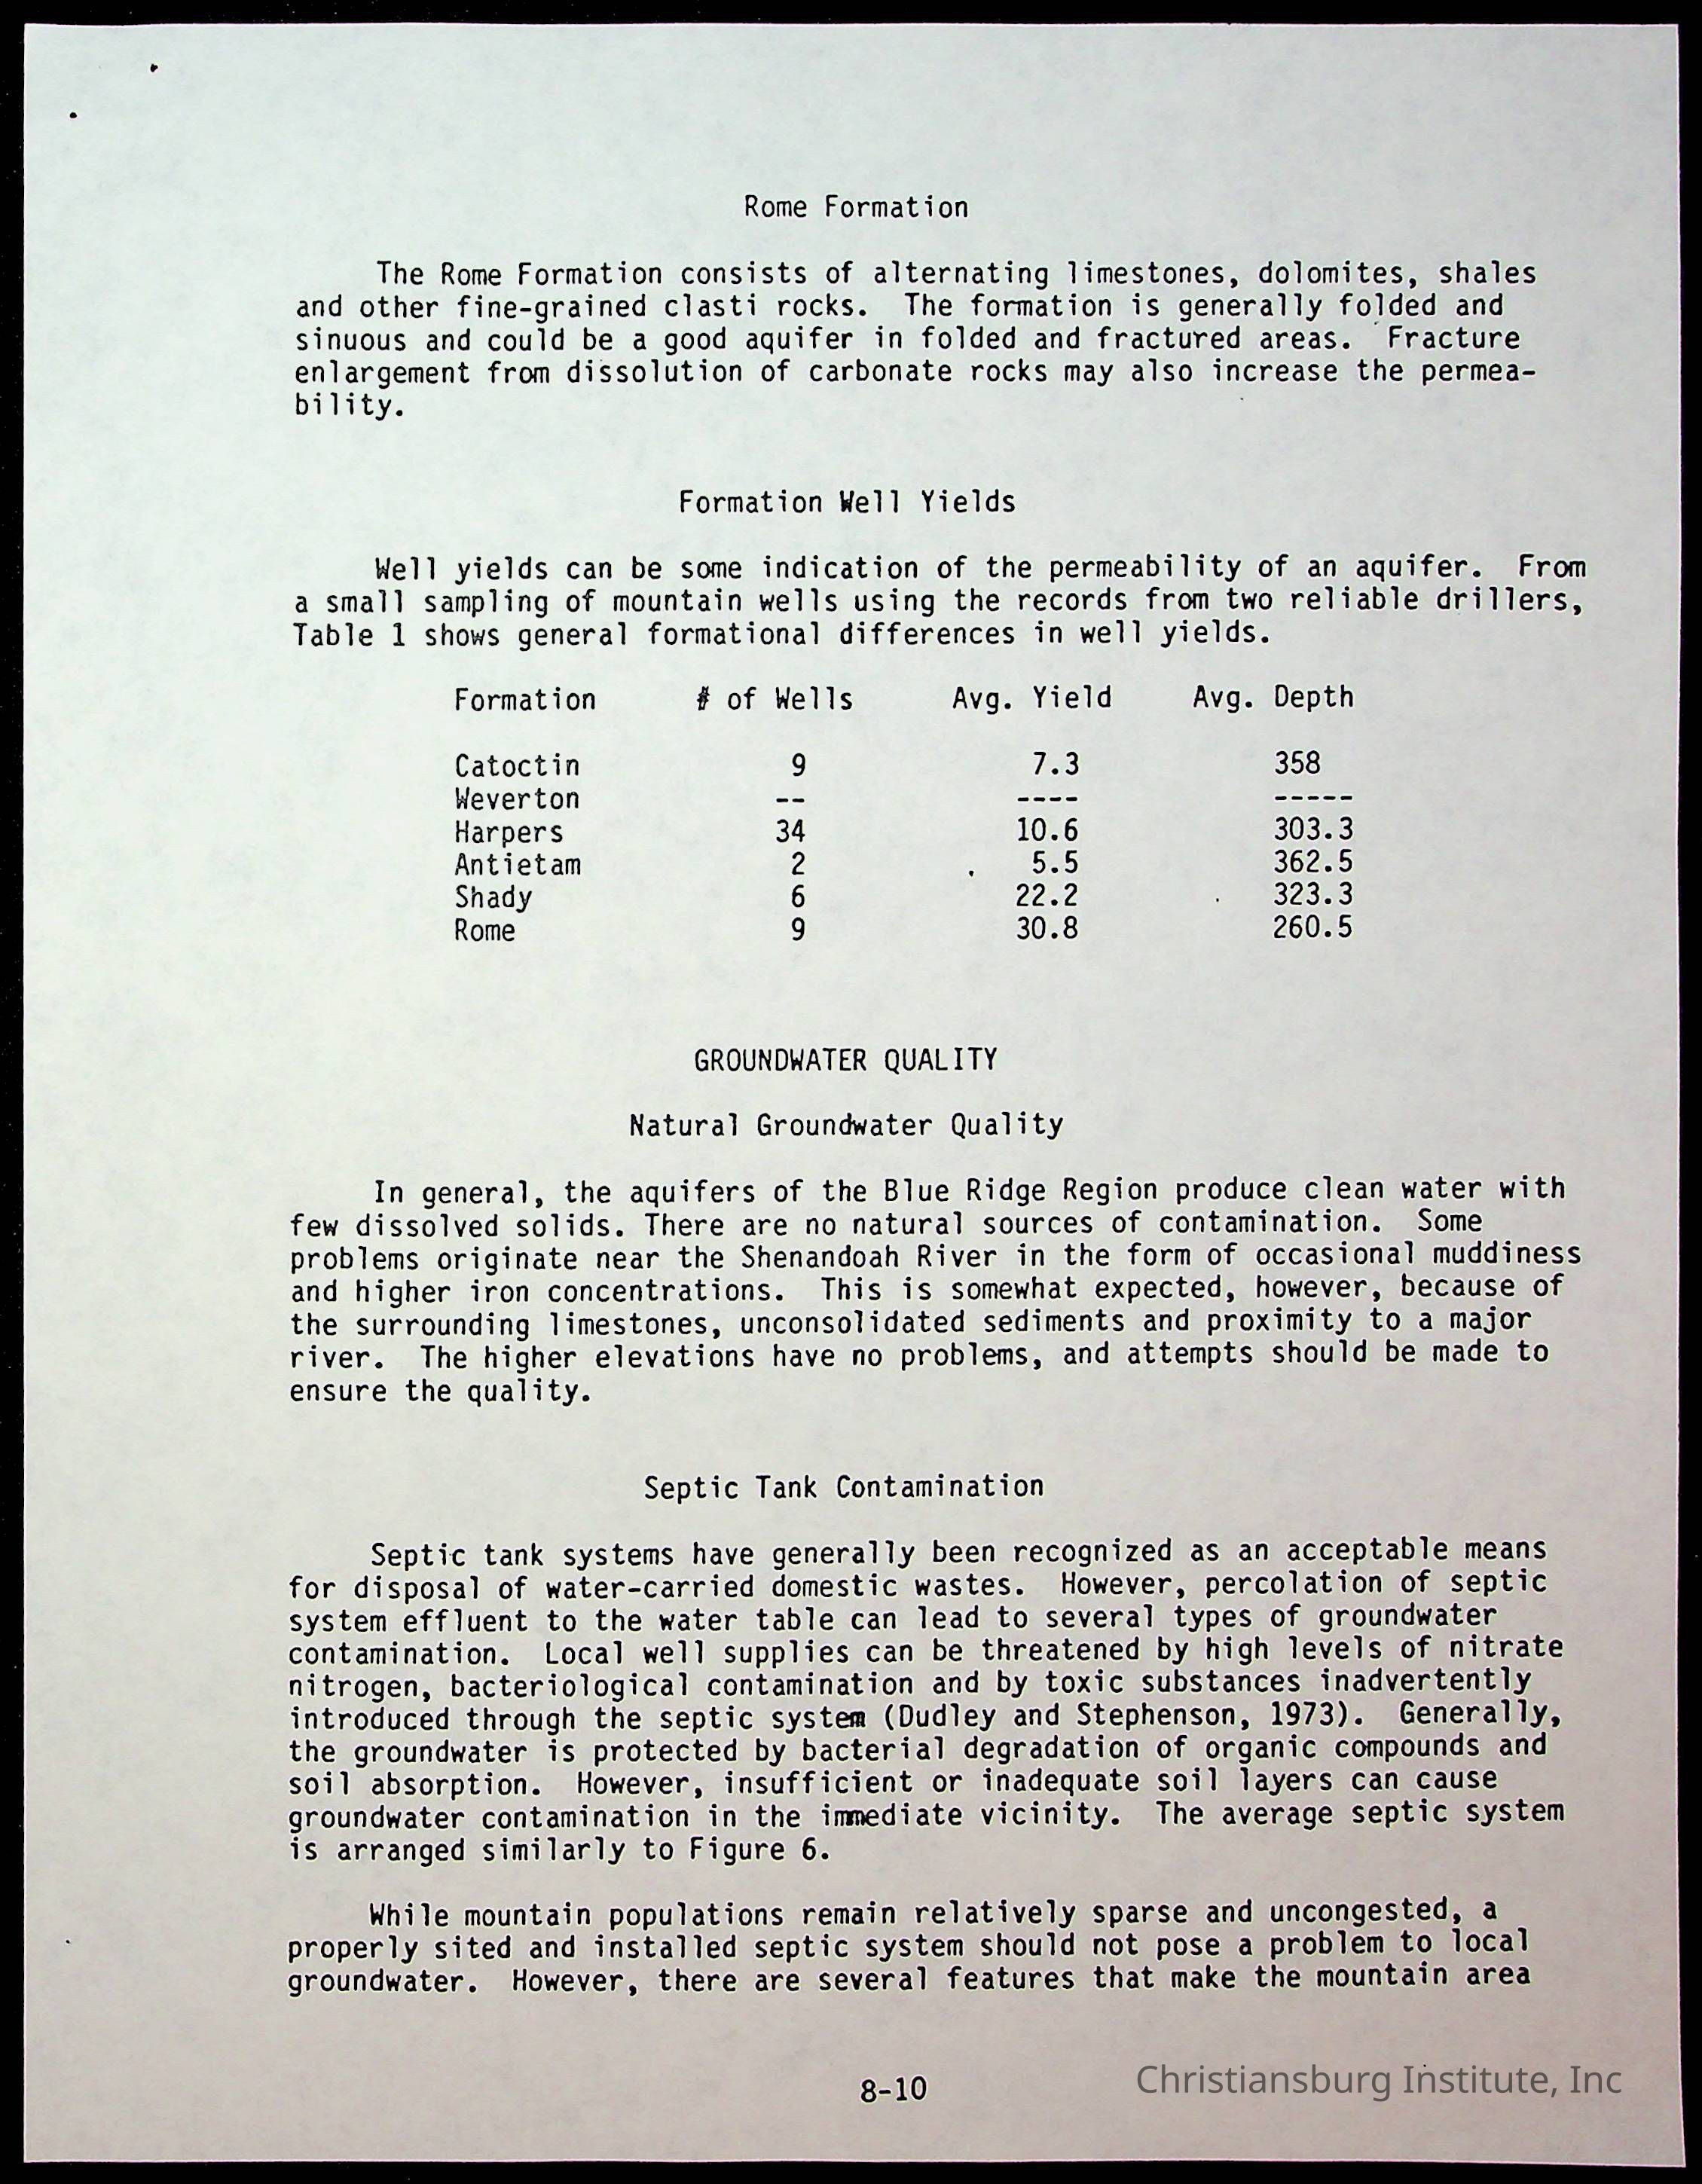 Rome Formation
The Rome Formation consists of alternating limestones, dolomites, shales
and other fine-grained clasti rocks. The formation is generally folded and
sinuous and could be a good aquifer in folded and fractured areas. Fracture
enlargement from dissolution of carbonate rocks may also increase the permea-
bility.
Formation Well Yields
Well yields can be some indication of the permeability of an aquifer. From
a small sampling of mountain wells using the records from two reliable drillers,
Table 1 shows general formational differences in well yields.
Formation # of Wells Avg. Yield Avg. Depth
Catoctin 9 7.3 358
Weverton -- ---- -----
Harpers 34 10.6 303.3
Antietam 2 5.5 362.5
Shady 6 22.2 323.3
Rome 9 30.8 260.5
GROUNDWATER QUALITY
Natural Groundwater Quality
In general, the aquifers of the Blue Ridge Region produce clean water with
few dissolved solids. There are no natural sources of contamination. Some
problems originate near the Shenandoah River in the form of occasional muddiness
and higher iron concentrations. This is somewhat expected, however, because of
the surrounding limestones, unconsolidated sediments and proximity to a major
river. The higher elevations have no problems, and attempts should be made to
ensure the quality.
Septic Tank Contamination
Septic tank systems have generally been recognized as an acceptable means
for disposal of water-carried domestic wastes. However, percolation of septic
system effluent to the water table can lead to several types of groundwater
contamination. Local well supplies can be threatened by high levels of nitrate
nitrogen, bacteriological contamination and by toxic substances inadvertently
introduced through the septic system (Dudley and Stephenson, 1973). Generally,
the groundwater is protected by bacterial degradation of organic compounds and
soil absorption. However, insufficient or inadequate soil layers can cause
groundwater contamination in the immediate vicinity. The average septic system
is arranged similarly to Figure 6.
While mountain populations remain relatively sparse and uncongested, a
properly sited and installed septic system should not pose a problem to local
groundwater. However, there are several features that make the mountain area
8-10
Christiansburg Institute, Inc